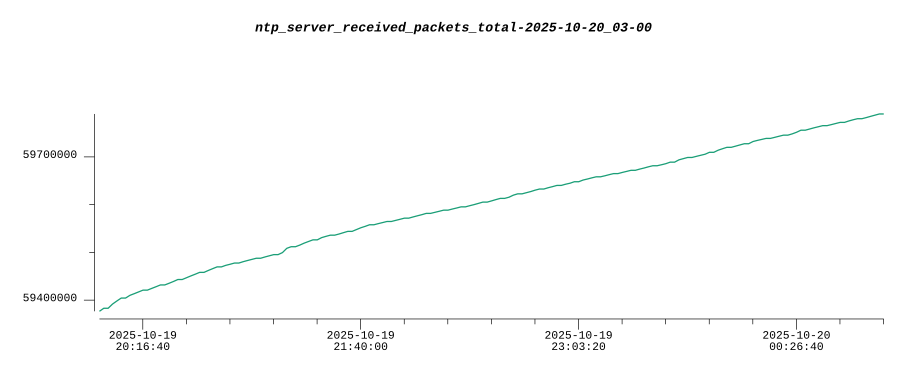 ntp_server_received_packets_total-2025-10-20_03-00
59700000
59400000
2025-10-19 2025-10-19 2025-10-19 2025-10-20
20:16:40 21:40:00 23:03:20 00:26:40